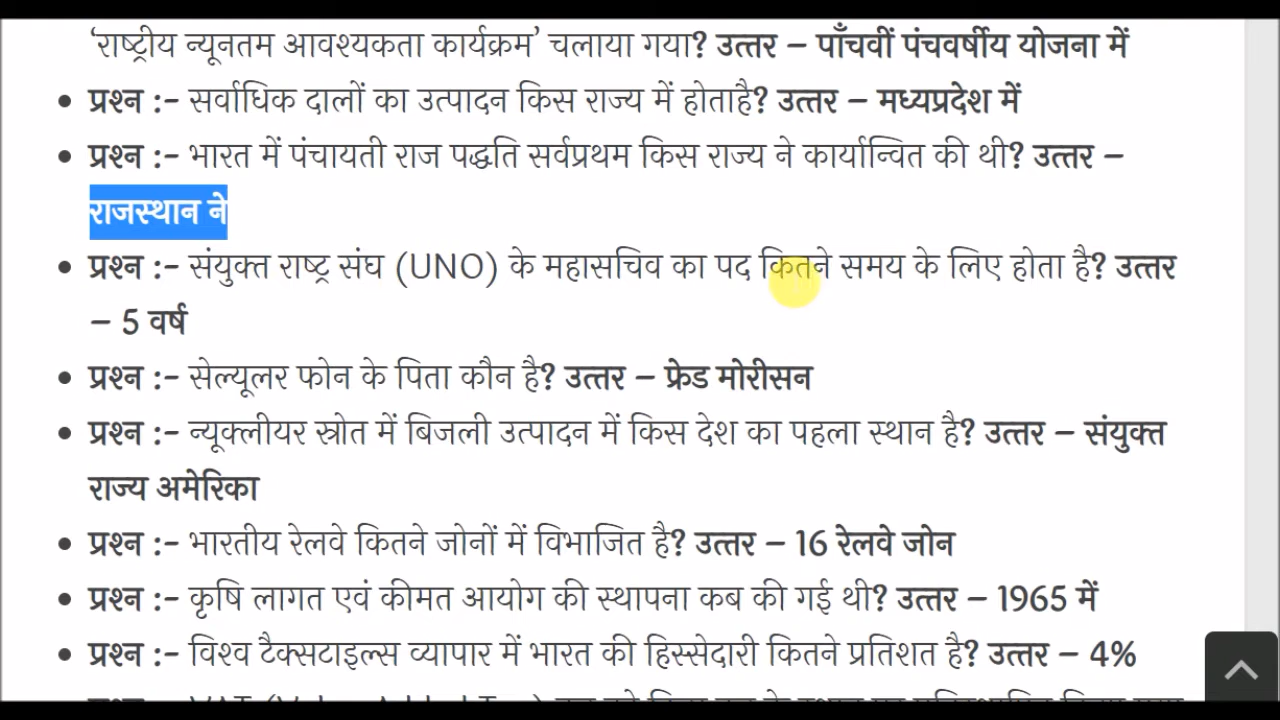 ‘राष्ट्रीय न्यूनतम आवश्यकता कार्यक्रम’ चलाया गया? उत्तर – पाँचवीं पंचवर्षीय योजना में
• प्रश्न :- सर्वाधिक दालों का उत्पादन किस राज्य में होताहै? उत्तर – मध्यप्रदेश में
• प्रश्न :- भारत में पंचायती राज पद्धति सर्वप्रथम किस राज्य ने कार्यान्वित की थी? उत्तर –
राजस्थान ने
• प्रश्न :- संयुक्त राष्ट्र संघ (UNO) के महासचिव का पद कितने समय के लिए होता है? उत्तर
– 5 वर्ष
• प्रश्न :- सेल्यूलर फोन के पिता कौन है? उत्तर – फ्रेड मोरीसन
• प्रश्न :- न्यूक्लीयर स्रोत में बिजली उत्पादन में किस देश का पहला स्थान है? उत्तर – संयुक्त
राज्य अमेरिका
• प्रश्न :- भारतीय रेलवे कितने जोनों में विभाजित है? उत्तर – 16 रेलवे जोन
• प्रश्न :- कृषि लागत एवं कीमत आयोग की स्थापना कब की गई थी? उत्तर – 1965 में
• प्रश्न :- विश्व टैक्सटाइल्स व्यापार में भारत की हिस्सेदारी कितने प्रतिशत है? उत्तर – 4%